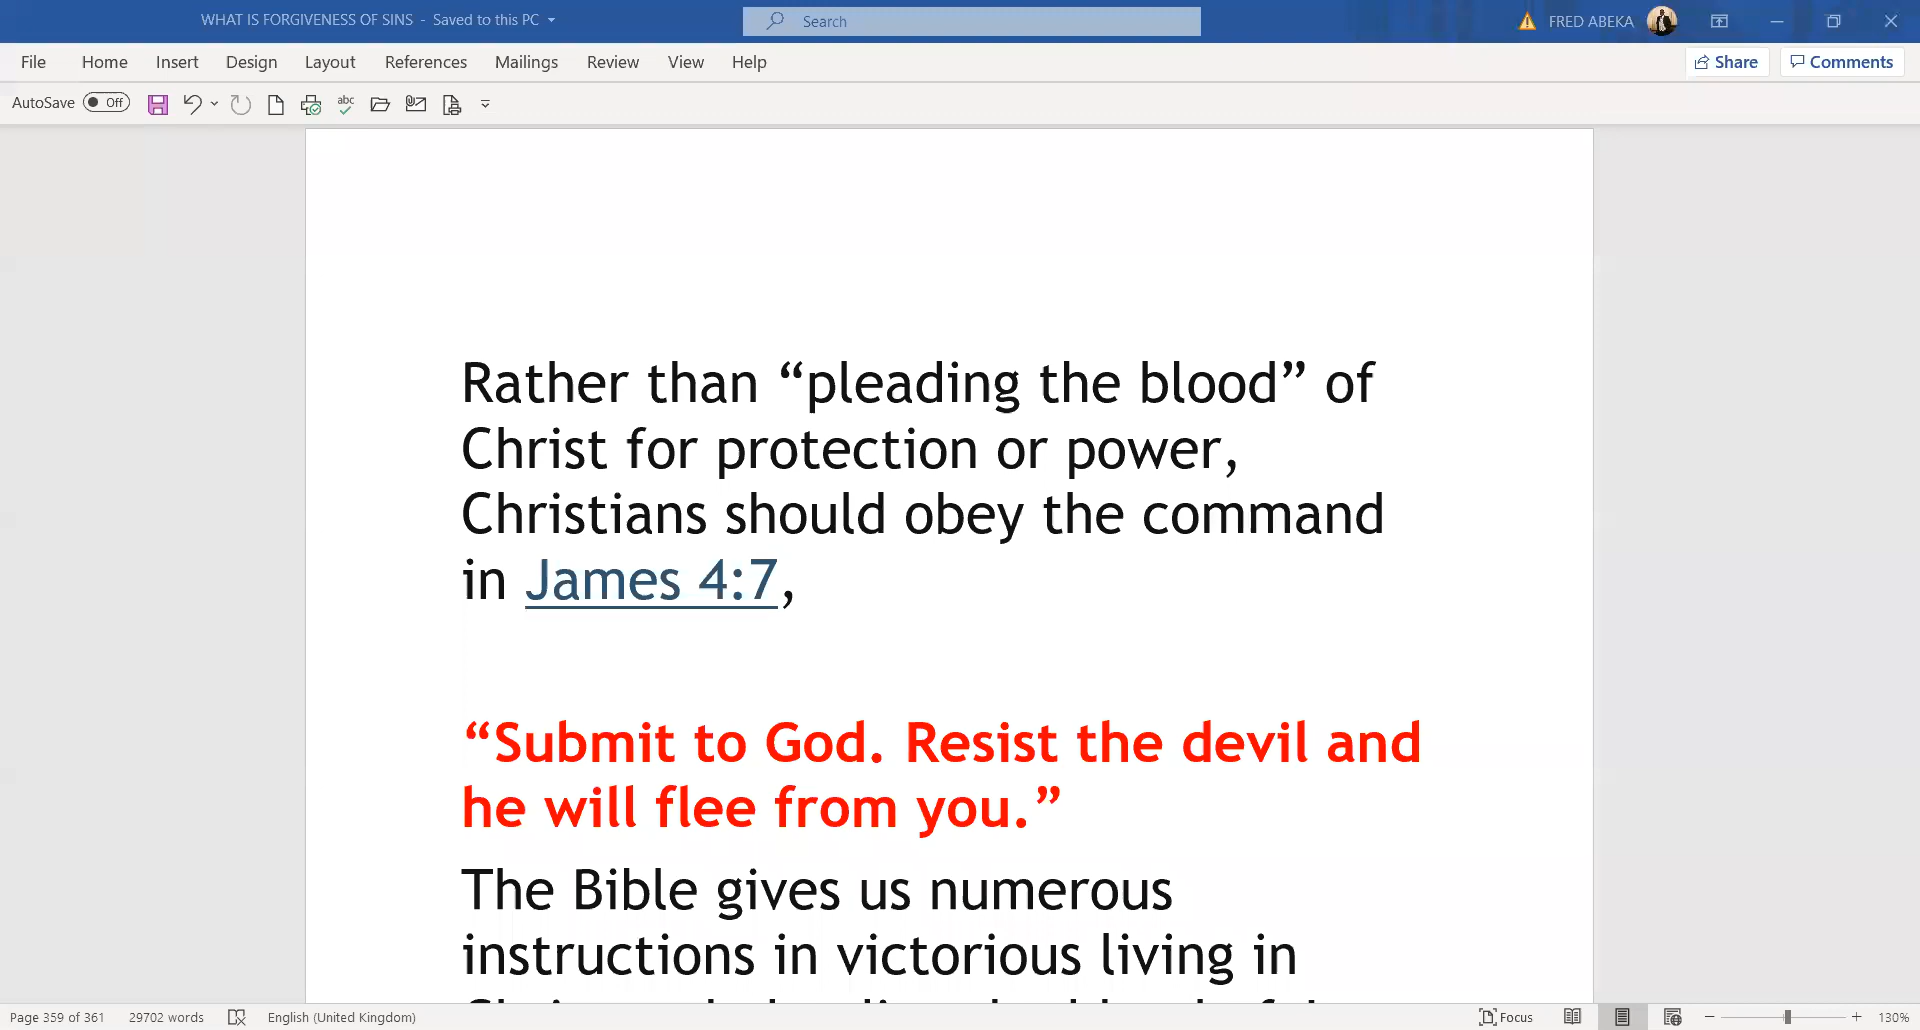 WHAT IS FORGIVENESS OF SINS - Saved to this PC
Search
FRED ABEKA
File Home Insert Design Layout References Mailings Review View Help
Share Comments
AutoSave Off
abc
Rather than “pleading the blood” of
Christ for protection or power,
Christians should obey the command
in James 4:7,
“Submit to God. Resist the devil and
he will flee from you.”
The Bible gives us numerous
instructions in victorious living in
Page 359 of 361 29702 words English (United Kingdom) Focus 130%